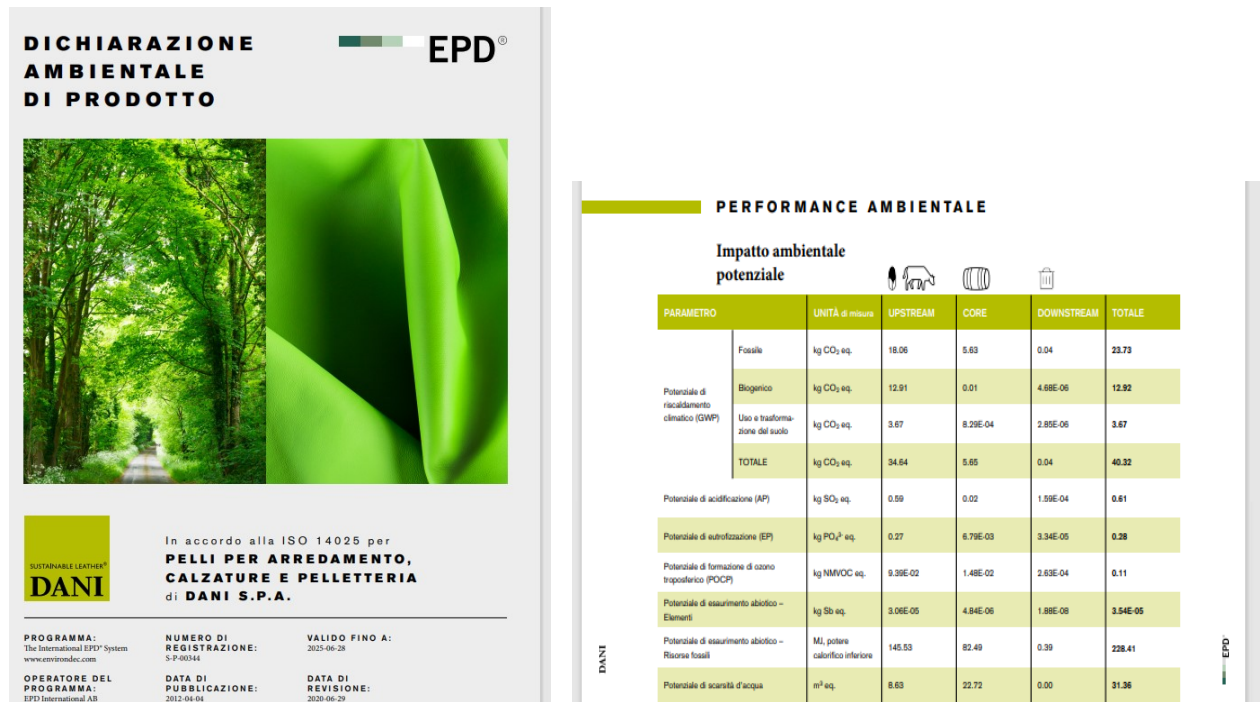 DICHIARAZIONE
AMBIENTALE
DI PRODOTTO
EPD®
SUSTAINABLE LEATHER®
DANI
In accordo alla ISO 14025 per
PELLI PER ARREDAMENTO,
CALZATURE E PELLETTERIA
di DANI S.P.A.
PROGRAMMA:
The International EPD® System
www.environdec.com
NUMERO DI
REGISTRAZIONE:
S-P-00344
VALIDO FINO A:
2025-06-28
OPERATORE DEL
PROGRAMMA:
EPD International AB
DATA DI
PUBBLICAZIONE:
2012-04-04
DATA DI
REVISIONE:
2020-06-29
PERFORMANCE AMBIENTALE
Impatto ambientale
potenziale
PARAMETRO UNITÀ di misura UPSTREAM CORE DOWNSTREAM TOTALE
Potenziale di
riscaldamento
climatico (GWP)
Fossile kg CO₂ eq. 18.06 5.63 0.04 23.73
Biogenico kg CO₂ eq. 12.91 0.01 4.68E-06 12.92
Uso e trasforma-
zione del suolo kg CO₂ eq. 3.67 8.29E-04 2.85E-06 3.67
TOTALE kg CO₂ eq. 34.64 5.65 0.04 40.32
Potenziale di acidificazione (AP) kg SO₂ eq. 0.59 0.02 1.59E-04 0.61
Potenziale di eutrofizzazione (EP) kg PO₄³⁻ eq. 0.27 6.79E-03 3.34E-05 0.28
Potenziale di formazione di ozono
troposferico (POCP) kg NMVOC eq. 9.39E-02 1.48E-02 2.63E-04 0.11
Potenziale di esaurimento abiotico –
Elementi kg Sb eq. 3.06E-05 4.84E-06 1.88E-08 3.54E-05
Potenziale di esaurimento abiotico –
Risorse fossili MJ, potere
calorifico inferiore 145.53 82.49 0.39 228.41
Potenziale di scarsità d'acqua m³ eq. 8.63 22.72 0.00 31.36
DANI
EPD®